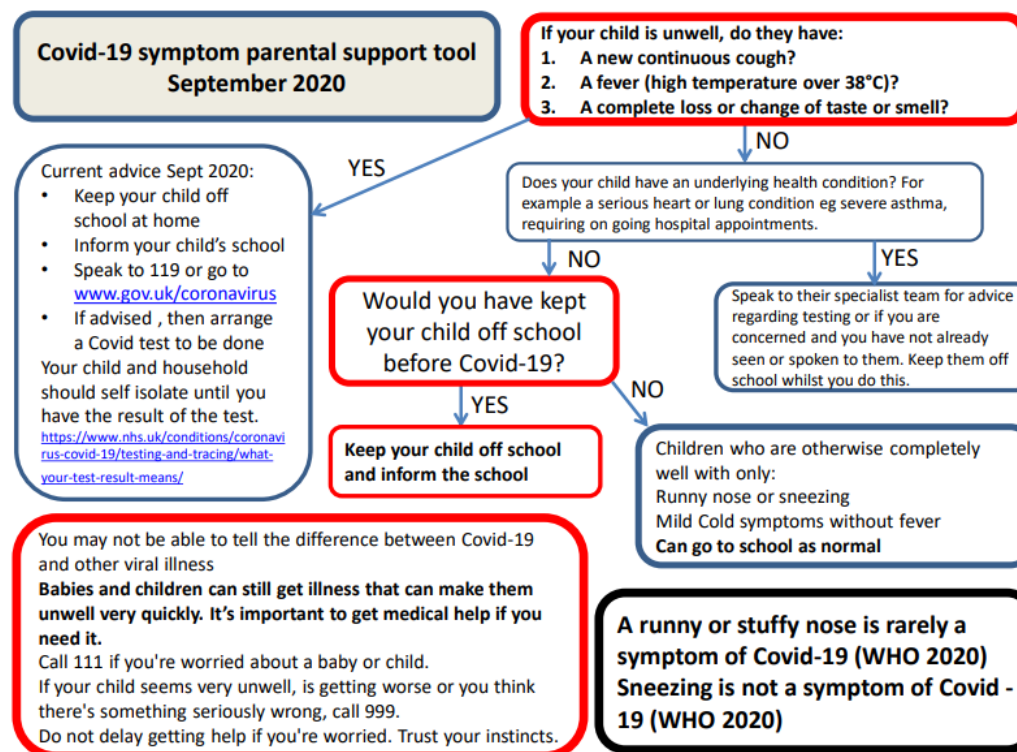 Covid-19 symptom parental support tool
September 2020
If your child is unwell, do they have:
1. A new continuous cough?
2. A fever (high temperature over 38°C)?
3. A complete loss or change of taste or smell?
YES
NO
Current advice Sept 2020:
• Keep your child off
school at home
• Inform your child's school
• Speak to 119 or go to
www.gov.uk/coronavirus
• If advised , then arrange
a Covid test to be done
Your child and household
should self isolate until you
have the result of the test.
https://www.nhs.uk/conditions/coronavi
rus-covid-19/testing-and-tracing/what-
your-test-result-means/
Does your child have an underlying health condition? For
example a serious heart or lung condition eg severe asthma,
requiring on going hospital appointments.
NO
YES
Would you have kept
your child off school
before Covid-19?
Speak to their specialist team for advice
regarding testing or if you are
concerned and you have not already
seen or spoken to them. Keep them off
school whilst you do this.
YES
NO
Keep your child off school
and inform the school
Children who are otherwise completely
well with only:
Runny nose or sneezing
Mild Cold symptoms without fever
Can go to school as normal
You may not be able to tell the difference between Covid-19
and other viral illness
Babies and children can still get illness that can make them
unwell very quickly. It's important to get medical help if you
need it.
Call 111 if you're worried about a baby or child.
If your child seems very unwell, is getting worse or you think
there's something seriously wrong, call 999.
Do not delay getting help if you're worried. Trust your instincts.
A runny or stuffy nose is rarely a
symptom of Covid-19 (WHO 2020)
Sneezing is not a symptom of Covid -
19 (WHO 2020)